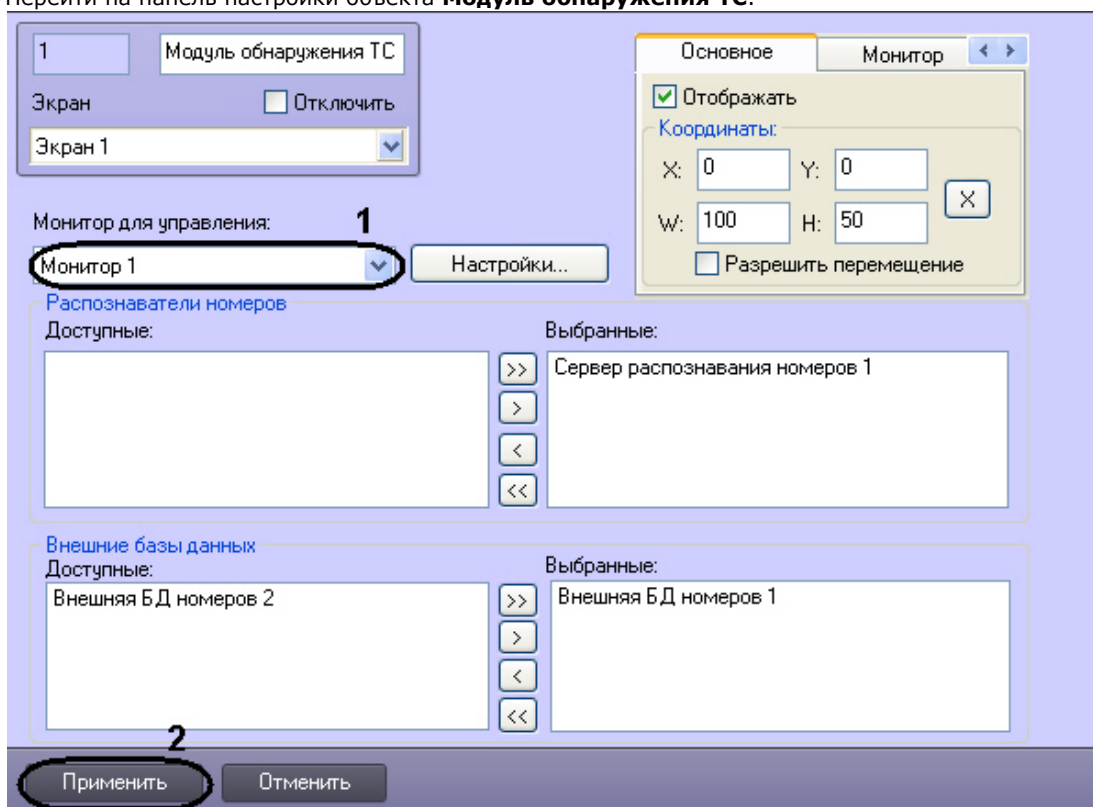 Перейти на панель настройки объекта Модуль обнаружения ТС.
1
Модуль обнаружения ТС
Экран
Отключить
Экран 1
Основное
Монитор
Отображать
Координаты:
X: 0
Y: 0
W: 100
H: 50
X
Разрешить перемещение
Монитор для управления:
1
Монитор 1
Настройки...
Распознаватели номеров
Доступные:
Выбранные:
Сервер распознавания номеров 1
>>
>
<
<<
Внешние базы данных
Доступные:
Выбранные:
Внешняя БД номеров 2
>>
>
<
<<
Внешняя БД номеров 1
2
Применить
Отменить